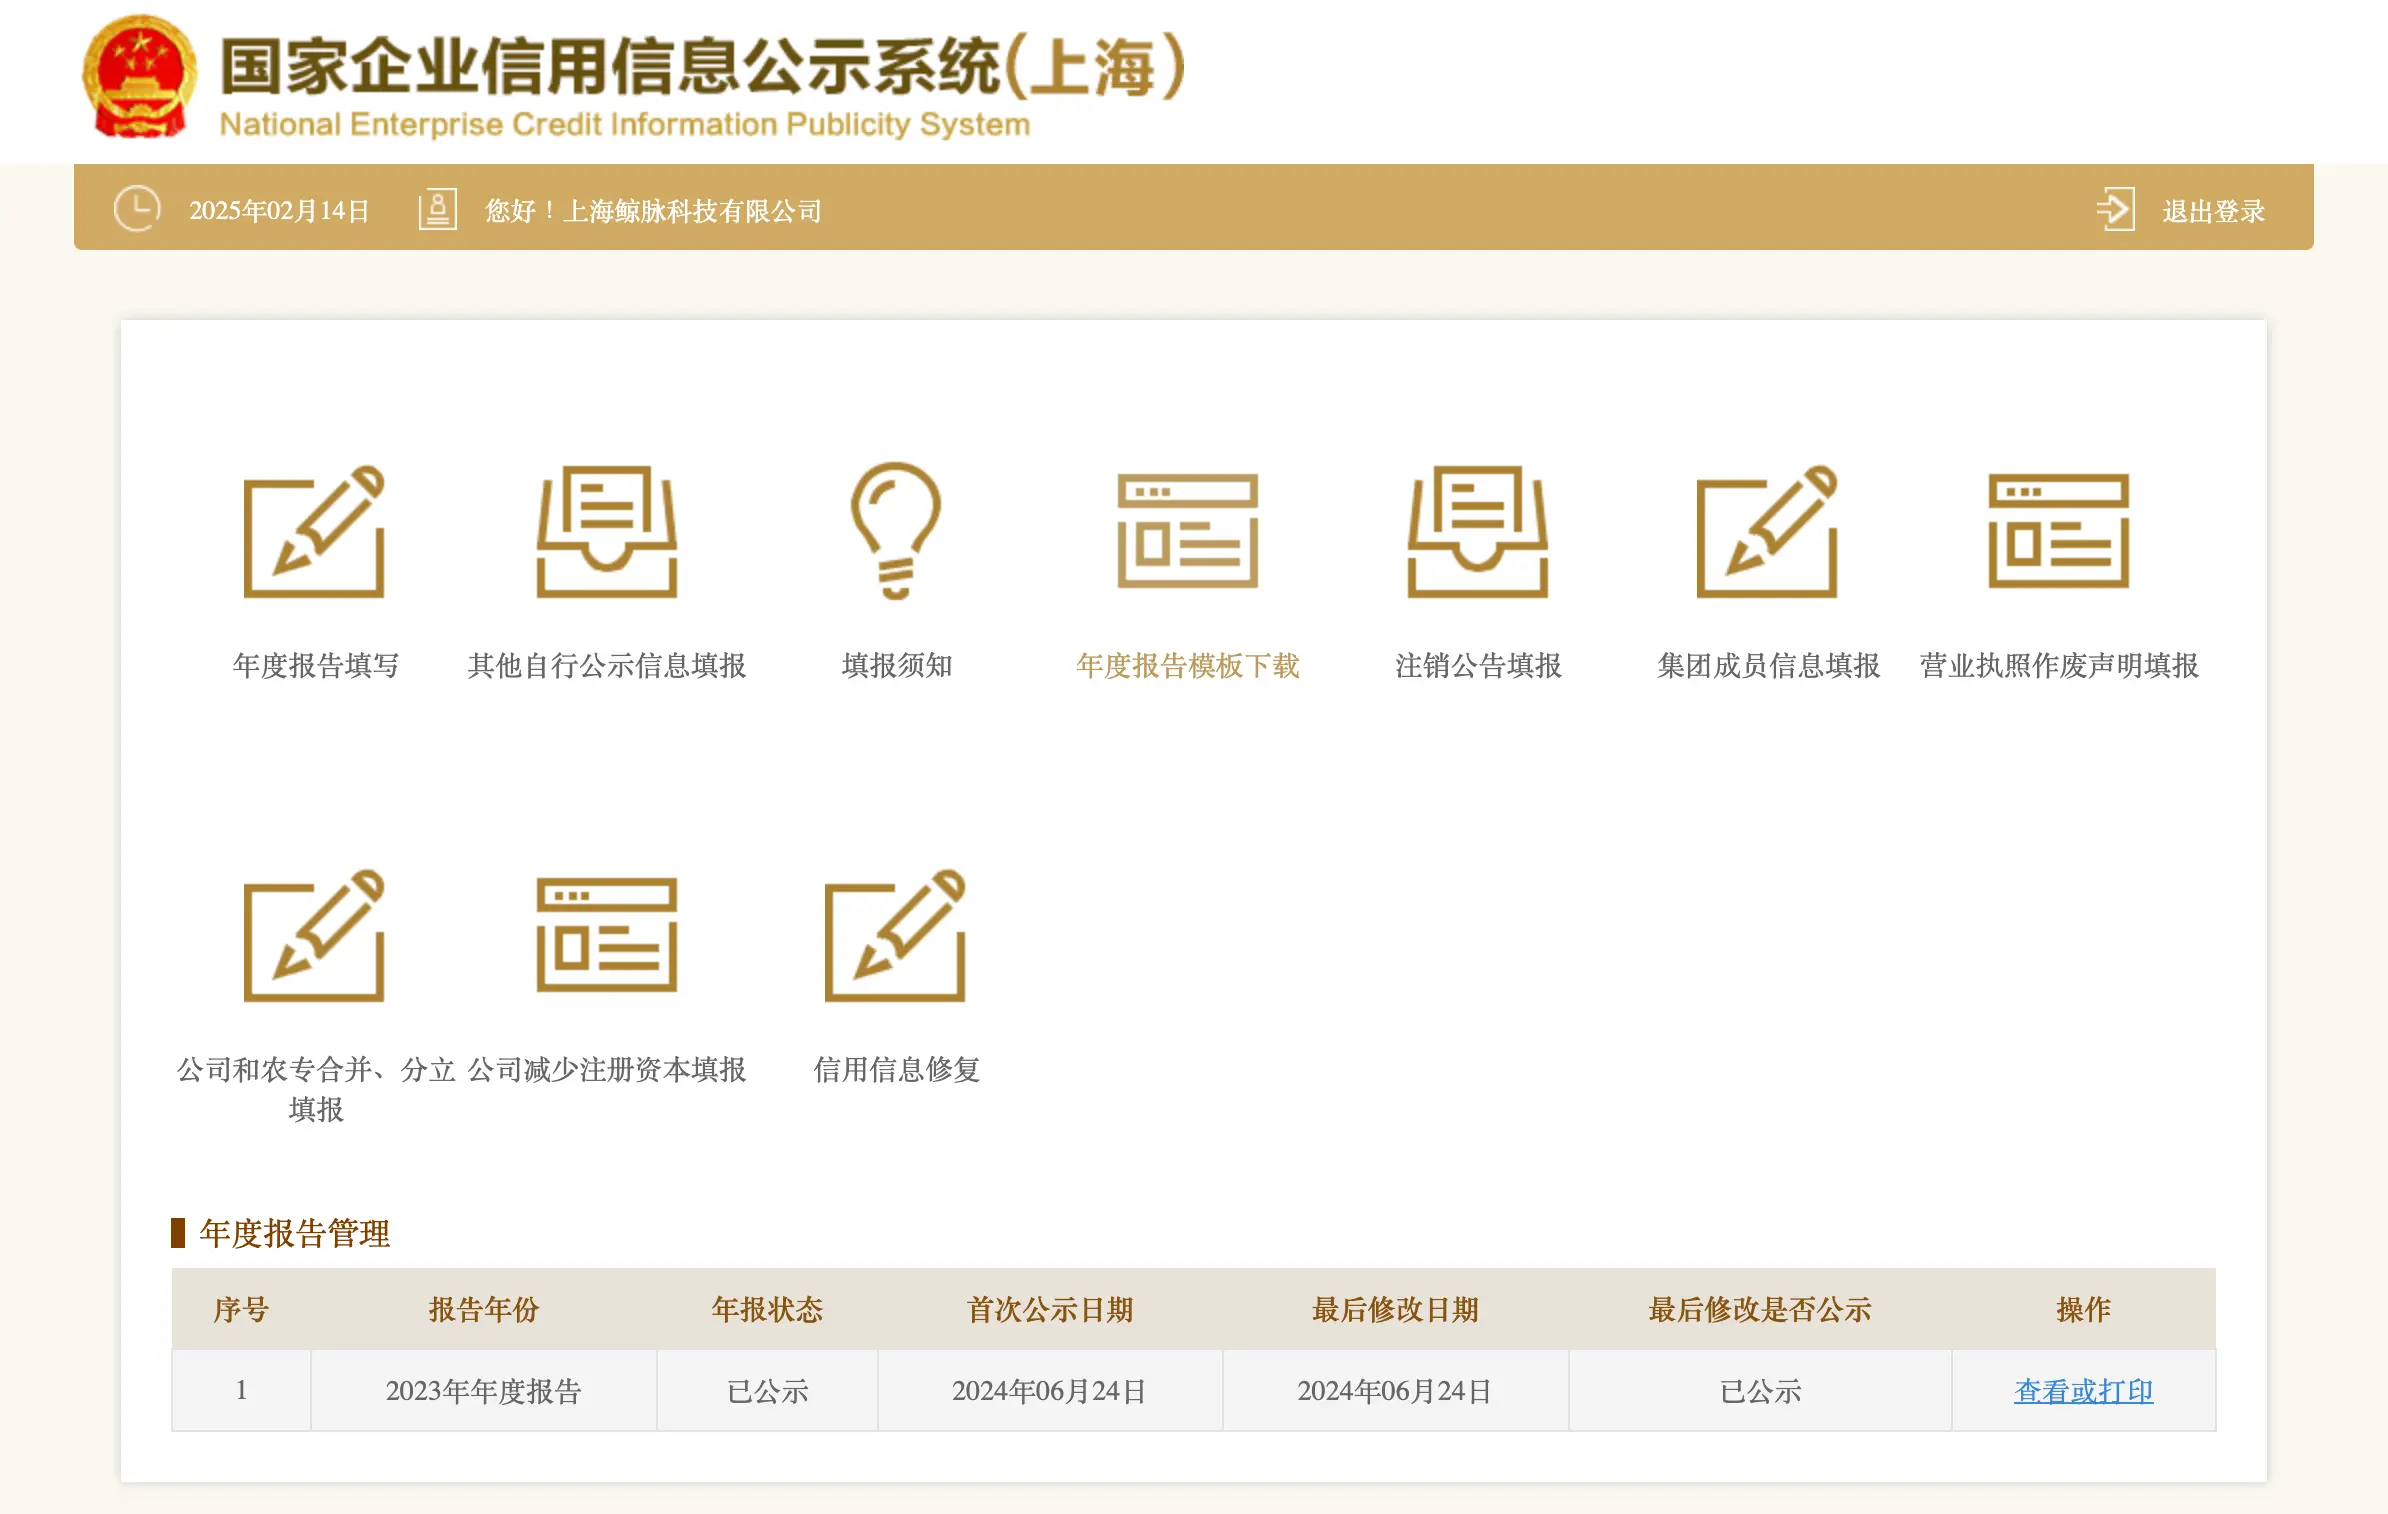 国家企业信用信息公示系统(上海)
National Enterprise Credit Information Publicity System
2025年02月14日 您好！上海鲸脉科技有限公司 退出登录
年度报告填写 其他自行公示信息填报 填报须知 年度报告模板下载 注销公告填报 集团成员信息填报 营业执照作废声明填报
公司和农专合并、分立填报 公司减少注册资本填报 信用信息修复
年度报告管理
序号 报告年份 年报状态 首次公示日期 最后修改日期 最后修改是否公示 操作
1 2023年年度报告 已公示 2024年06月24日 2024年06月24日 已公示 查看或打印